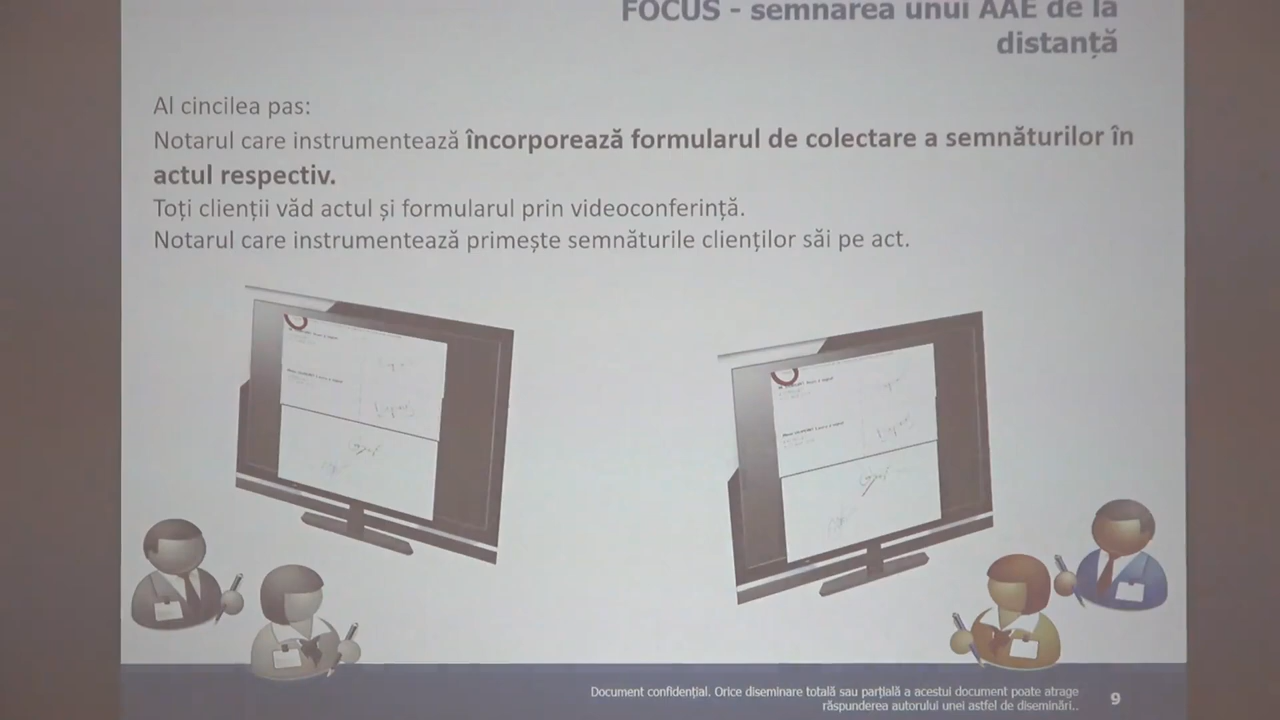 FOCUS - semnarea unui AAE de la
distanță
Al cincilea pas:
Notarul care instrumentează încorporează formularul de colectare a semnăturilor în
actul respectiv.
Toți clienții văd actul și formularul prin videoconferință.
Notarul care instrumentează primește semnăturile clienților săi pe act.
Document confidențial. Orice diseminare totală sau parțială a acestui document poate atrage
răspunderea autorului unei astfel de diseminări..
9